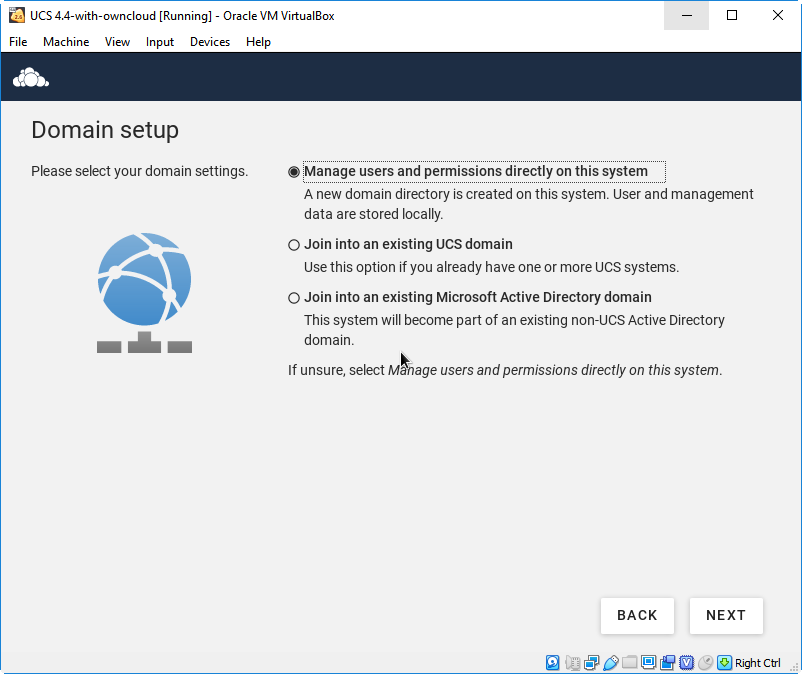 UCS 4.4-with-owncloud [Running] - Oracle VM VirtualBox
File Machine View Input Devices Help
Domain setup
Please select your domain settings.
Manage users and permissions directly on this system
A new domain directory is created on this system. User and management
data are stored locally.
Join into an existing UCS domain
Use this option if you already have one or more UCS systems.
Join into an existing Microsoft Active Directory domain
This system will become part of an existing non-UCS Active Directory
domain.
If unsure, select Manage users and permissions directly on this system.
BACK NEXT
Right Ctrl